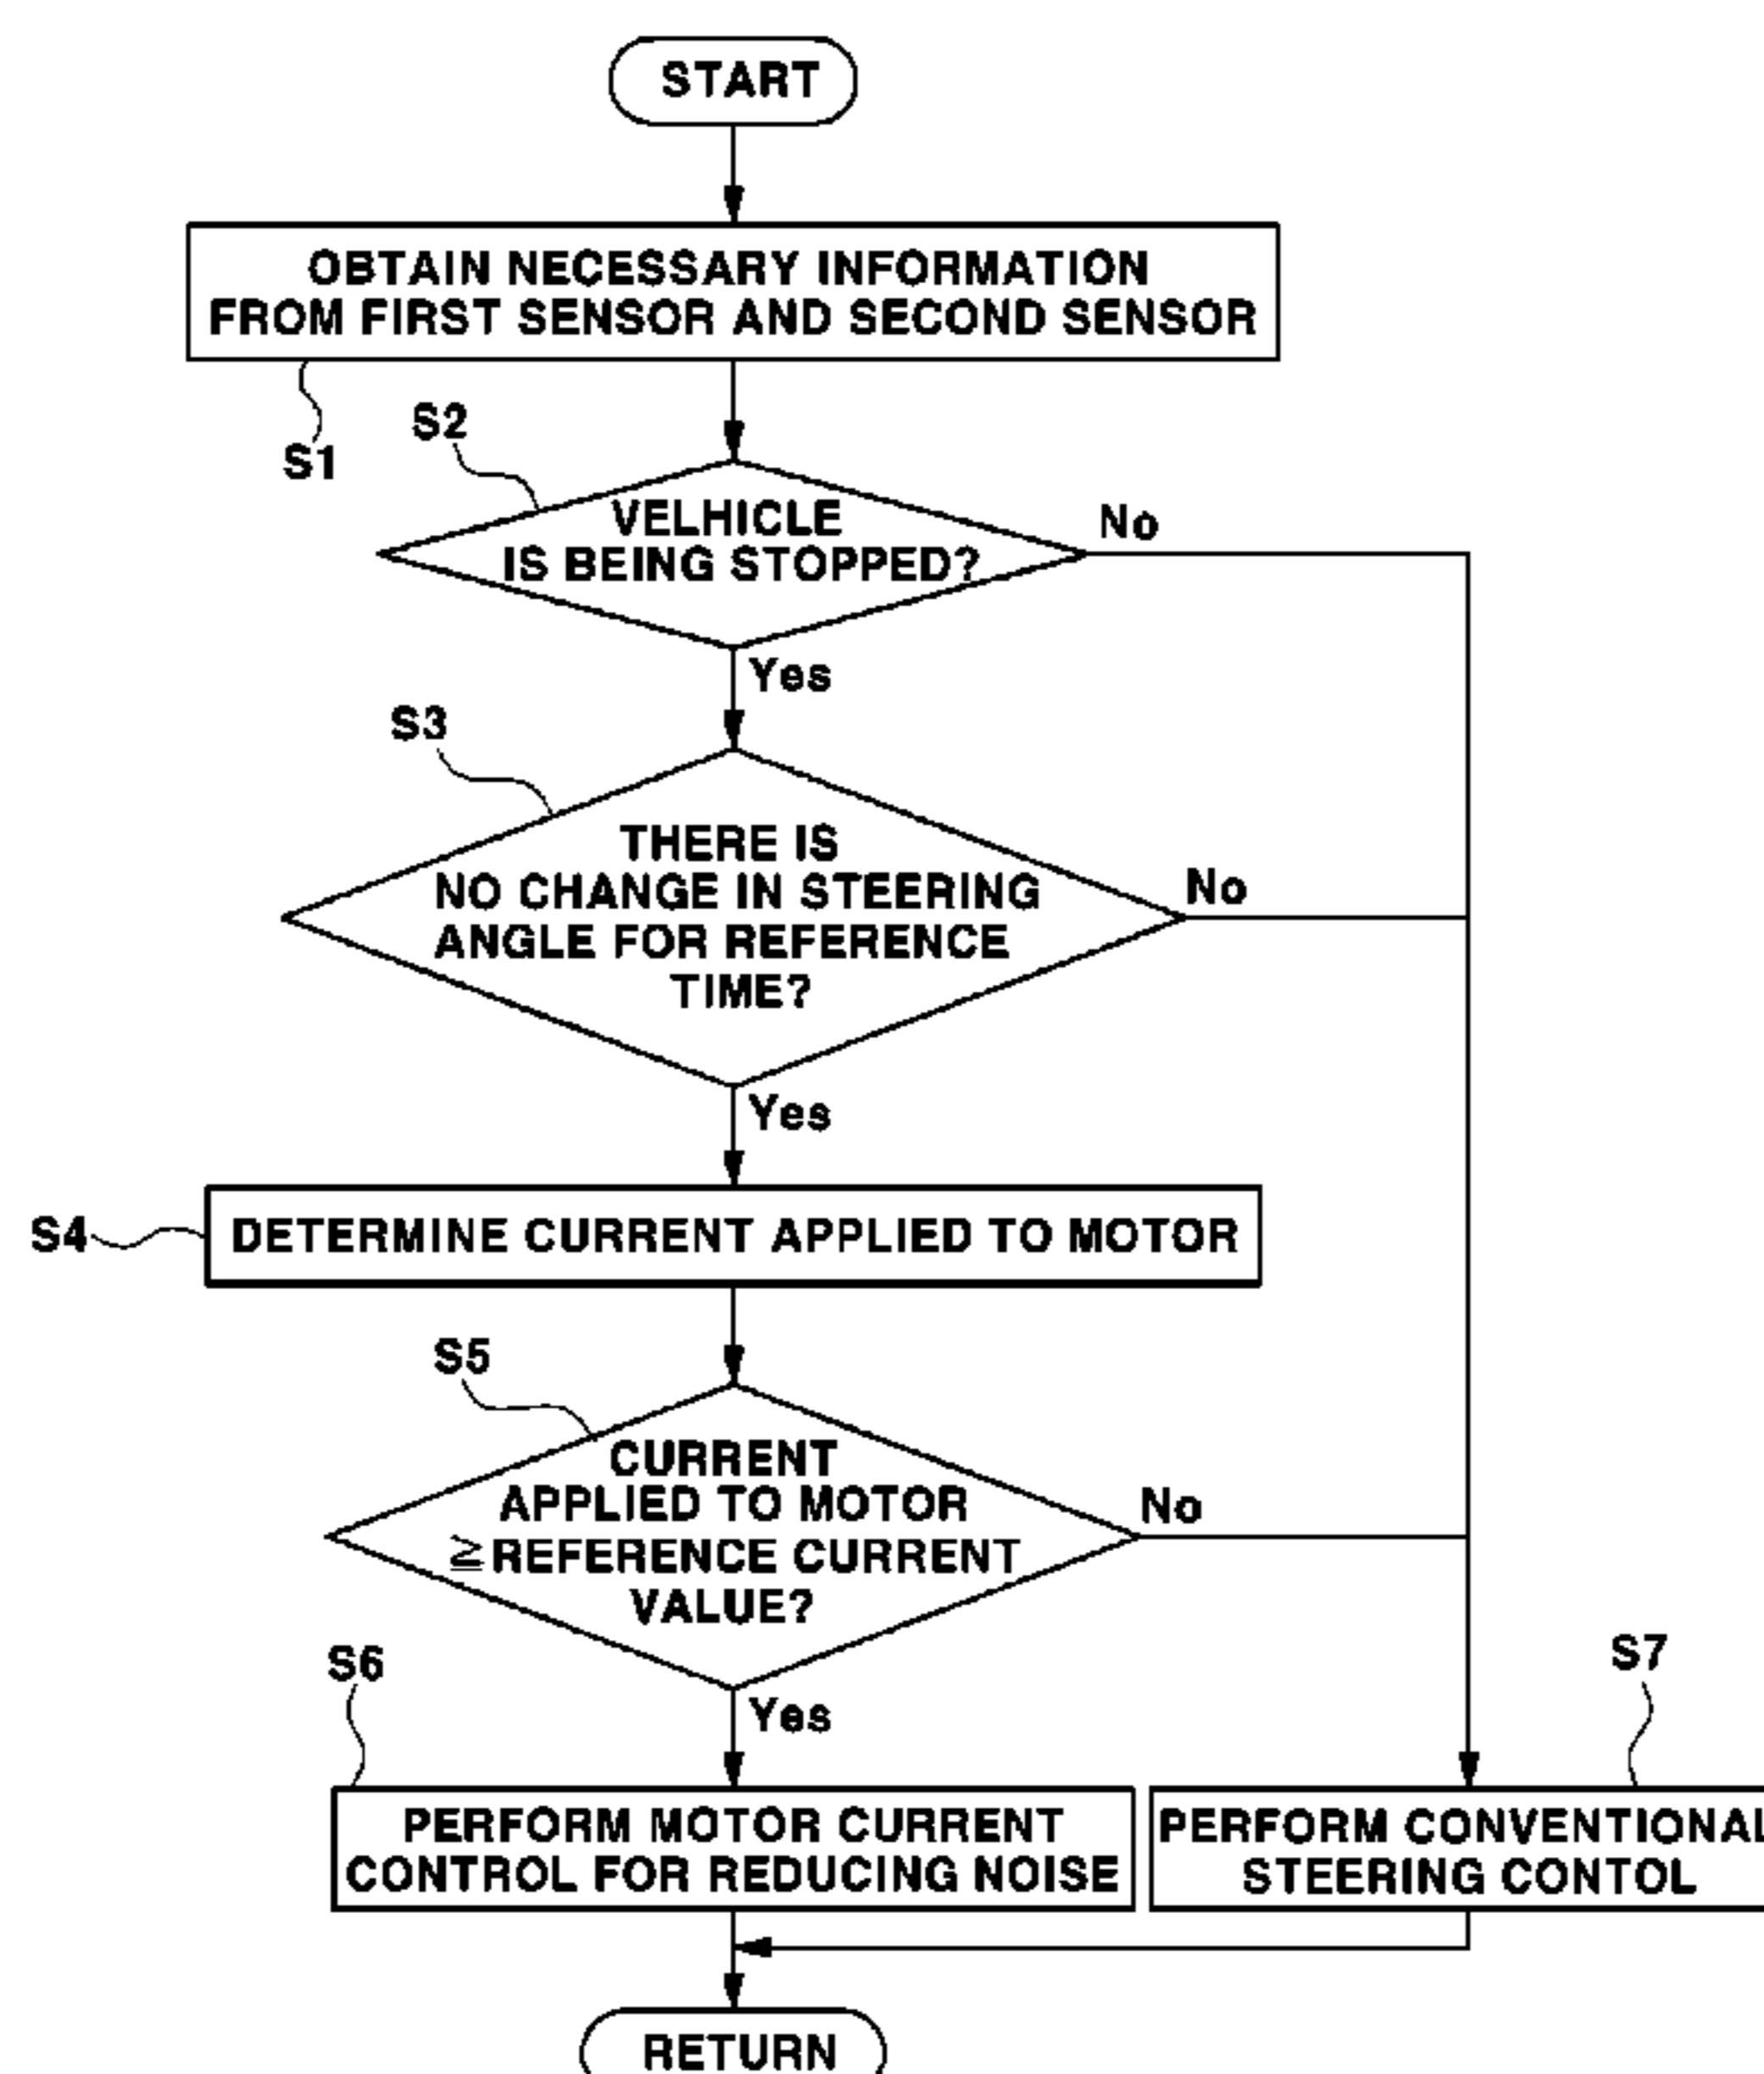 START
OBTAIN NECESSARY INFORMATION
FROM FIRST SENSOR AND SECOND SENSOR
S1
S2
VELHICLE
IS BEING STOPPED?
No
Yes
S3
THERE IS
NO CHANGE IN STEERING
ANGLE FOR REFERENCE
TIME?
No
Yes
S4
DETERMINE CURRENT APPLIED TO MOTOR
S5
CURRENT
APPLIED TO MOTOR
≧REFERENCE CURRENT
VALUE?
No
Yes
S6
PERFORM MOTOR CURRENT
CONTROL FOR REDUCING NOISE
S7
PERFORM CONVENTIONAL
STEERING CONTOL
RETURN